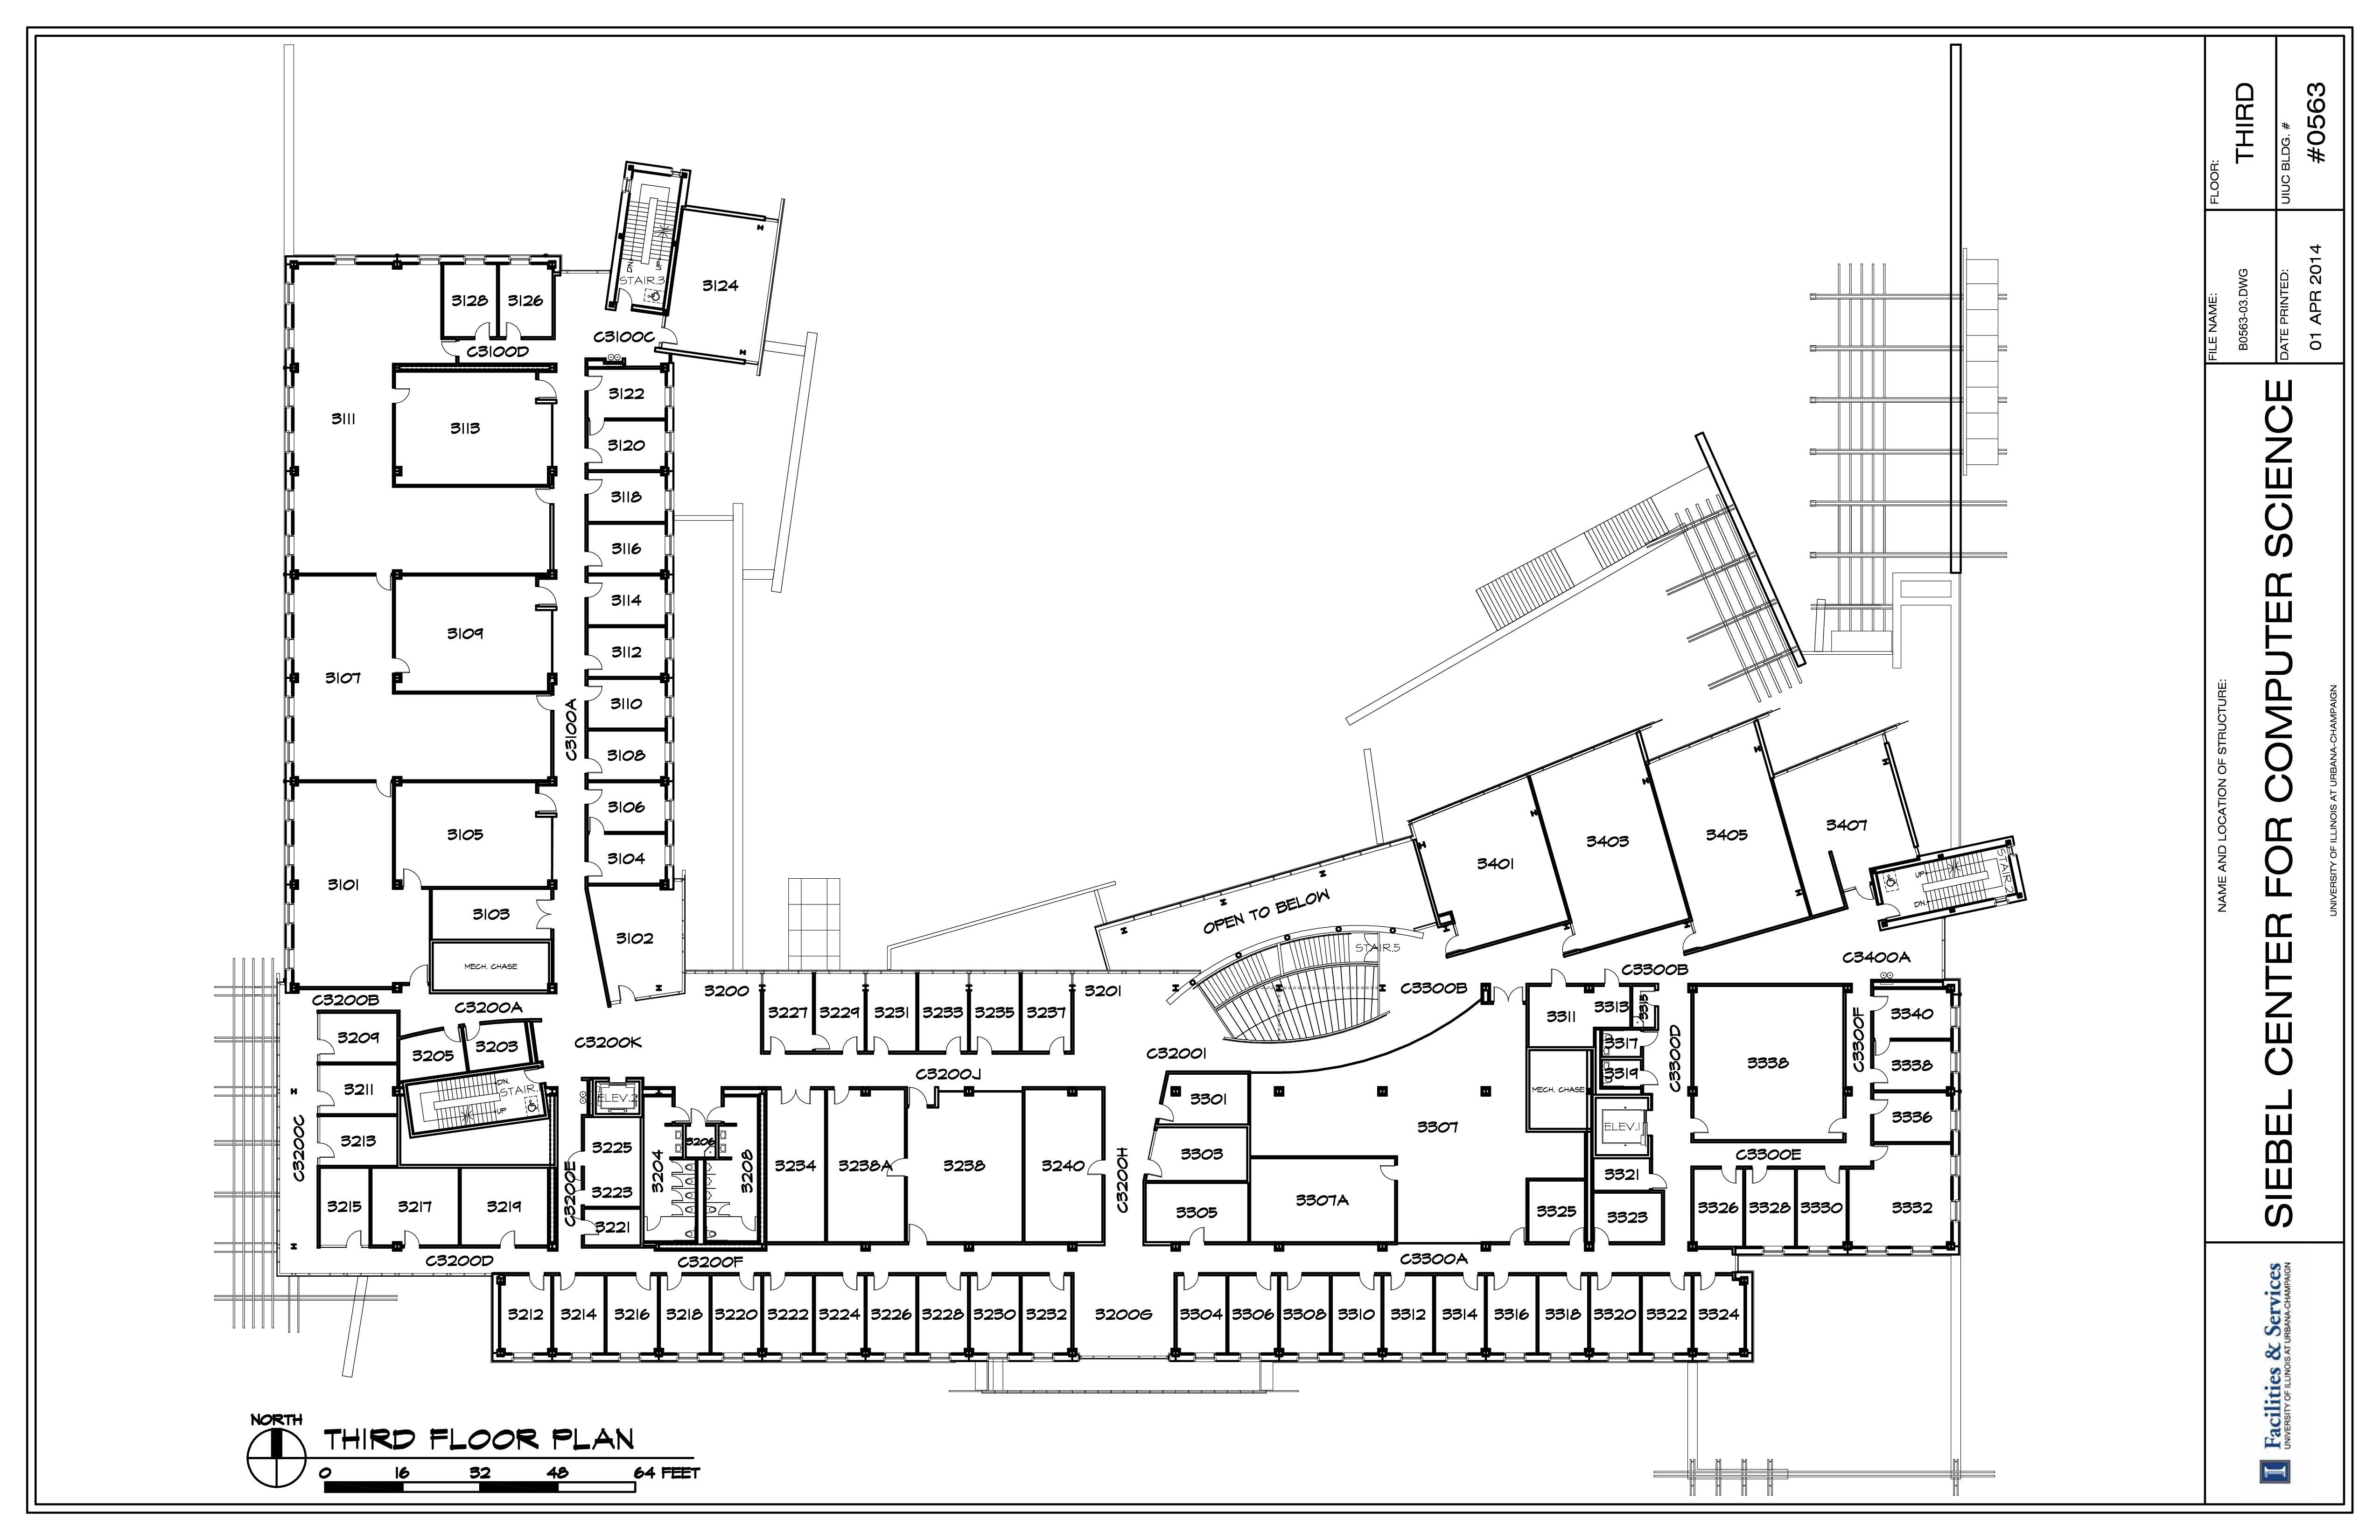 STAIR.3
DN.
UP
3124
3128
3126
C3100C
C3100D
3122
3111
3113
3120
3118
3116
3114
3112
3109
3107
3110
C3100A
3108
3106
3105
3104
3101
3103
3102
MECH. CHASE
3407
3405
3403
3401
OPEN TO BELOW
STAIR.5
STAIR.2
UP
DN.
C3400A
C3300B
C3300B
C3200B
C3200A
3200
3201
3227
3229
3231
3233
3235
3237
3311
3313
3315
3209
3205
3203
C3200K
C3200I
C3200J
3317
3319
C3300D
3338
C3300F
3340
3338
3336
3211
DN.
STAIR.
UP
ELEV.2
MECH. CHASE
ELEV.1
3301
3307
3213
C3200C
3225
3206
3204
3208
3234
3238A
3238
3240
C3200H
3303
C3300E
3215
3217
3219
C3200E
3223
3221
3305
3307A
3321
3325
3323
3326
3328
3330
3332
C3200D
C3200F
C3300A
3212
3214
3216
3218
3220
3222
3224
3226
3228
3230
3232
3200G
3304
3306
3308
3310
3312
3314
3316
3318
3320
3322
3324
NORTH
THIRD FLOOR PLAN
0 16 32 48 64 FEET
FLOOR:
THIRD
UIUC BLDG. #
#0563
FILE NAME:
B0563-03.DWG
DATE PRINTED:
01 APR 2014
NAME AND LOCATION OF STRUCTURE:
SIEBEL CENTER FOR COMPUTER SCIENCE
UNIVERSITY OF ILLINOIS AT URBANA-CHAMPAIGN
I
Facilities & Services
UNIVERSITY OF ILLINOIS AT URBANA-CHAMPAIGN